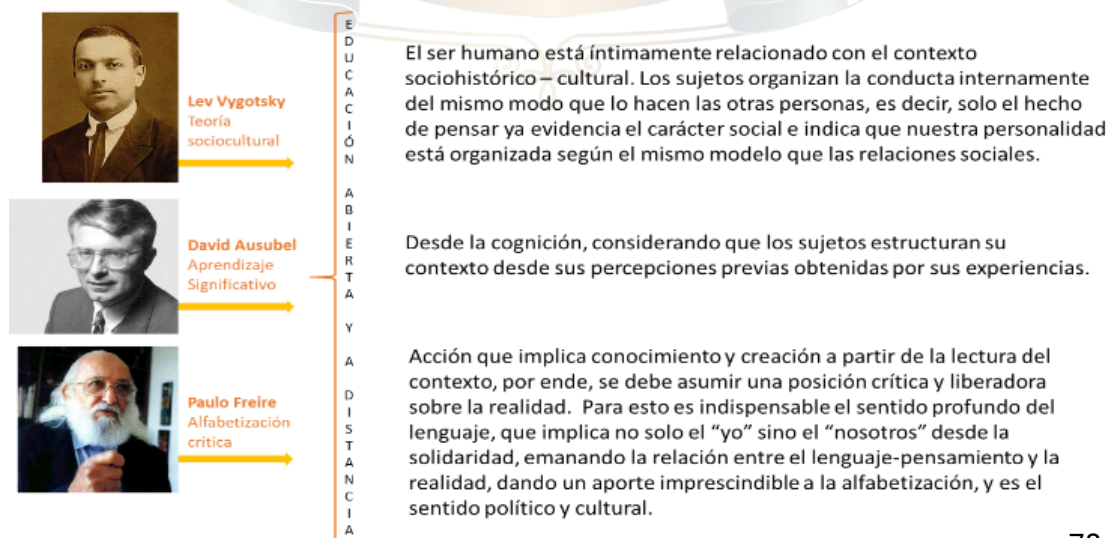 Lev Vygotsky
Teoría
sociocultural
David Ausubel
Aprendizaje
Significativo
Paulo Freire
Alfabetización
crítica
EDUCACIÓN ABIERTA Y A DISTANCIA
El ser humano está íntimamente relacionado con el contexto
sociohistórico – cultural. Los sujetos organizan la conducta internamente
del mismo modo que lo hacen las otras personas, es decir, solo el hecho
de pensar ya evidencia el carácter social e indica que nuestra personalidad
está organizada según el mismo modelo que las relaciones sociales.
Desde la cognición, considerando que los sujetos estructuran su
contexto desde sus percepciones previas obtenidas por sus experiencias.
Acción que implica conocimiento y creación a partir de la lectura del
contexto, por ende, se debe asumir una posición crítica y liberadora
sobre la realidad. Para esto es indispensable el sentido profundo del
lenguaje, que implica no solo el “yo” sino el “nosotros” desde la
solidaridad, emanando la relación entre el lenguaje-pensamiento y la
realidad, dando un aporte imprescindible a la alfabetización, y es el
sentido político y cultural.